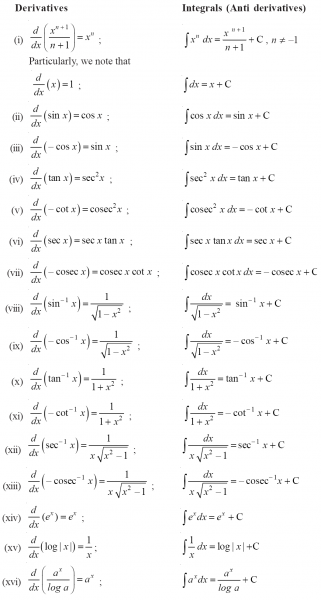 Derivatives Integrals (Anti derivatives)
(i) d/dx (x^(n+1)/(n+1)) = x^n ; ∫x^n dx = x^(n+1)/(n+1) + C , n ≠ –1
Particularly, we note that
d/dx (x) = 1 ; ∫dx = x + C
(ii) d/dx (sin x) = cos x ; ∫cos x dx = sin x + C
(iii) d/dx (– cos x) = sin x ; ∫sin x dx = – cos x + C
(iv) d/dx (tan x) = sec² x ; ∫sec² x dx = tan x + C
(v) d/dx (– cot x) = cosec² x ; ∫cosec² x dx = – cot x + C
(vi) d/dx (sec x) = sec x tan x ; ∫sec x tan x dx = sec x + C
(vii) d/dx (– cosec x) = cosec x cot x ; ∫cosec x cot x dx = – cosec x + C
(viii) d/dx (sin⁻¹ x) = 1/√(1 – x²) ; ∫dx/√(1 – x²) = sin⁻¹ x + C
(ix) d/dx (– cos⁻¹ x) = 1/√(1 – x²) ; ∫dx/√(1 – x²) = – cos⁻¹ x + C
(x) d/dx (tan⁻¹ x) = 1/(1 + x²) ; ∫dx/(1 + x²) = tan⁻¹ x + C
(xi) d/dx (– cot⁻¹ x) = 1/(1 + x²) ; ∫dx/(1 + x²) = – cot⁻¹ x + C
(xii) d/dx (sec⁻¹ x) = 1/(x√(x² – 1)) ; ∫dx/(x√(x² – 1)) = sec⁻¹ x + C
(xiii) d/dx (– cosec⁻¹ x) = 1/(x√(x² – 1)) ; ∫dx/(x√(x² – 1)) = – cosec⁻¹ x + C
(xiv) d/dx (e^x) = e^x ; ∫e^x dx = e^x + C
(xv) d/dx (log | x |) = 1/x ; ∫1/x dx = log | x | + C
(xvi) d/dx (a^x/log a) = a^x ; ∫a^x dx = a^x/log a + C